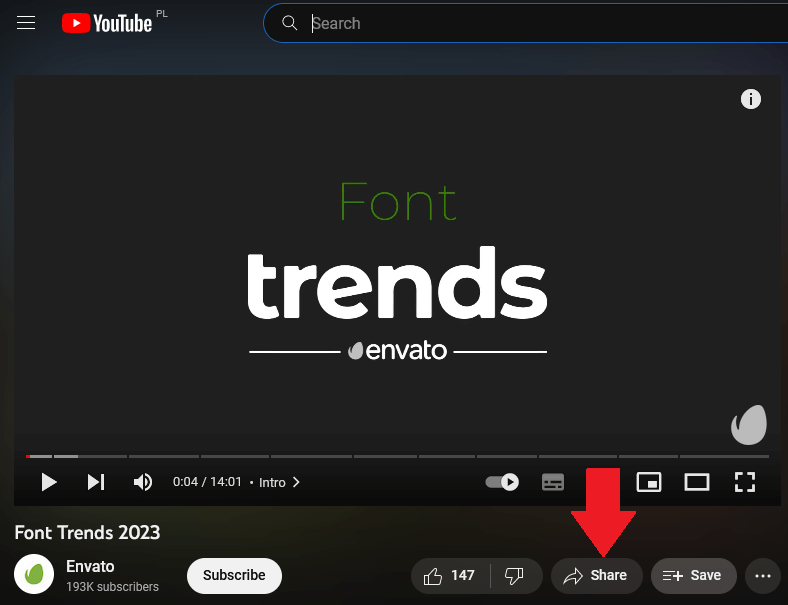 YouTube PL
Search
Font
trends
envato
0:04 / 14:01 • Intro
Font Trends 2023
Envato
193K subscribers
Subscribe
147
Share
Save